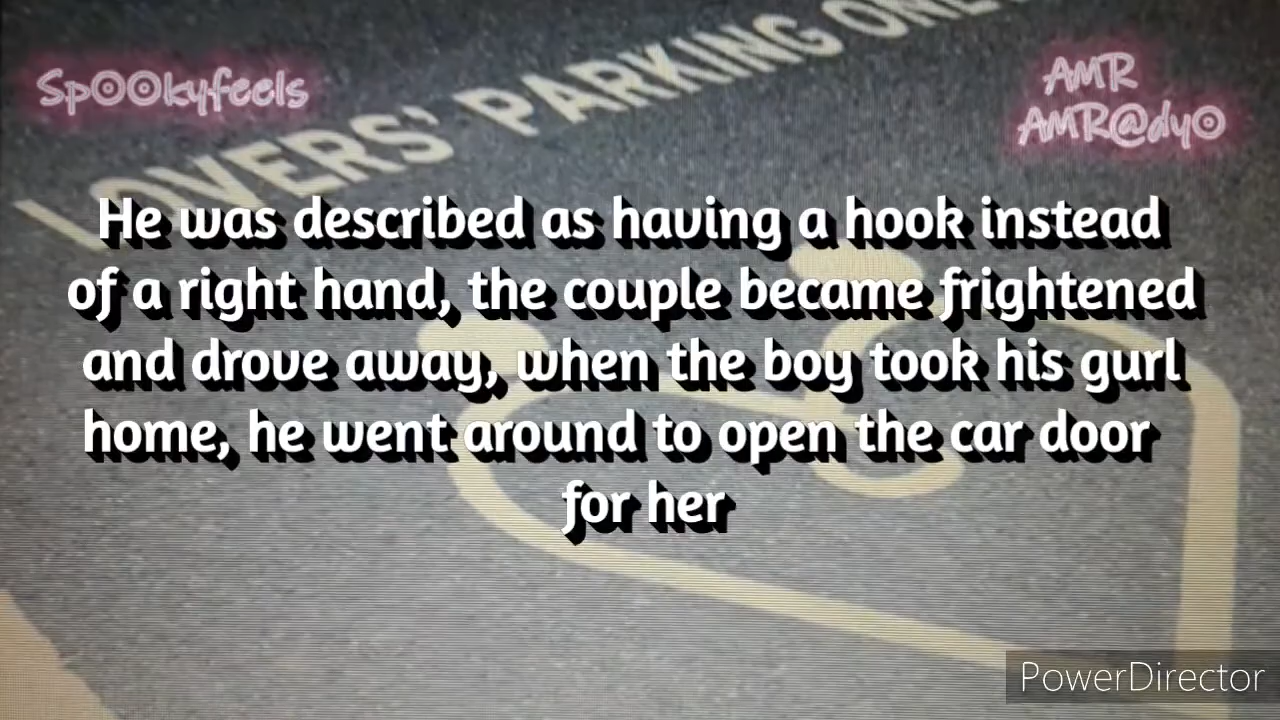 LOVERS' PARKING ONLY
Spookyfeels
AMR
AMR@dyo
He was described as having a hook instead
of a right hand, the couple became frightened
and drove away, when the boy took his gurl
home, he went around to open the car door
for her
PowerDirector